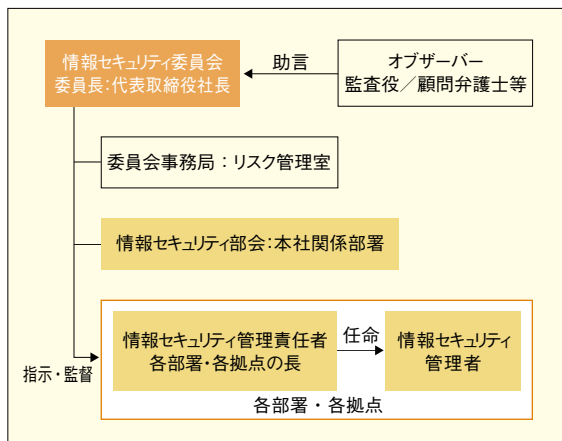 情報セキュリティ委員会
委員長：代表取締役社長
助言
オブザーバー
監査役／顧問弁護士等
委員会事務局：リスク管理室
情報セキュリティ部会：本社関係部署
指示・監督
情報セキュリティ管理責任者
各部署・各拠点の長
任命
情報セキュリティ
管理者
各部署・各拠点